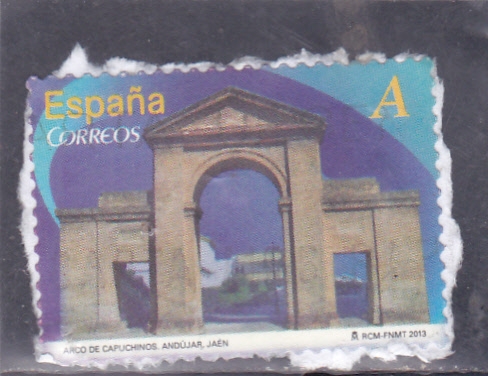 España
CORREOS
A
ARCO DE CAPUCHINOS. ANDÚJAR, JAÉN
RCM-FNMT 2013